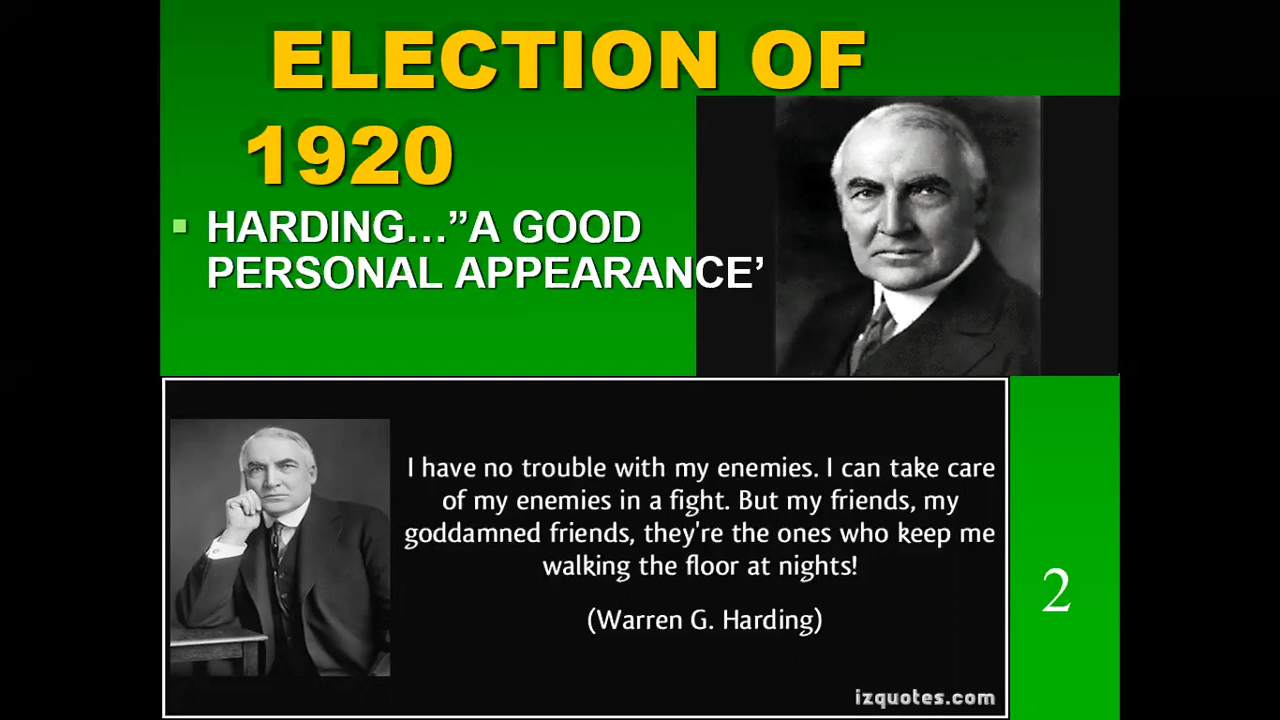 ELECTION OF
1920
HARDING…”A GOOD
PERSONAL APPEARANCE’
I have no trouble with my enemies. I can take care
of my enemies in a fight. But my friends, my
goddamned friends, they're the ones who keep me
walking the floor at nights!
(Warren G. Harding)
2
izquotes.com